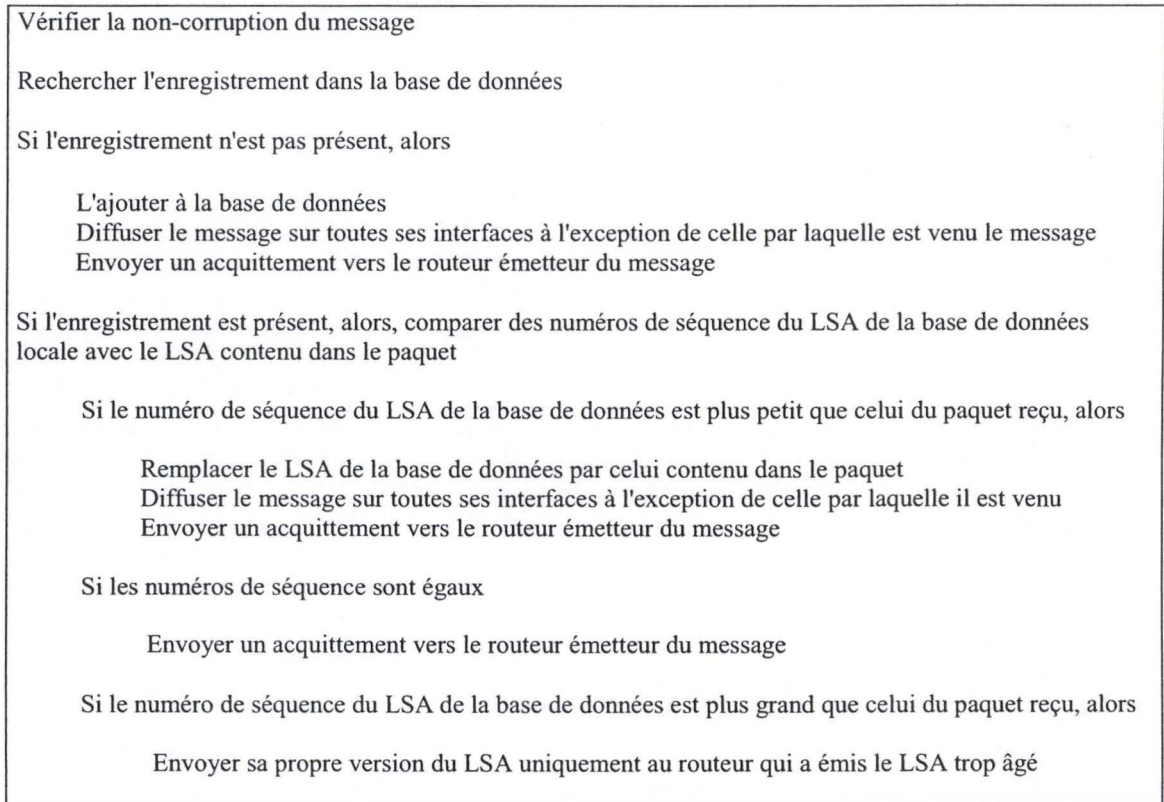 Vérifier la non-corruption du message
Rechercher l'enregistrement dans la base de données
Si l'enregistrement n'est pas présent, alors
L'ajouter à la base de données
Diffuser le message sur toutes ses interfaces à l'exception de celle par laquelle est venu le message
Envoyer un acquittement vers le routeur émetteur du message
Si l'enregistrement est présent, alors, comparer des numéros de séquence du LSA de la base de données
locale avec le LSA contenu dans le paquet
Si le numéro de séquence du LSA de la base de données est plus petit que celui du paquet reçu, alors
Remplacer le LSA de la base de données par celui contenu dans le paquet
Diffuser le message sur toutes ses interfaces à l'exception de celle par laquelle il est venu
Envoyer un acquittement vers le routeur émetteur du message
Si les numéros de séquence sont égaux
Envoyer un acquittement vers le routeur émetteur du message
Si le numéro de séquence du LSA de la base de données est plus grand que celui du paquet reçu, alors
Envoyer sa propre version du LSA uniquement au routeur qui a émis le LSA trop âgé